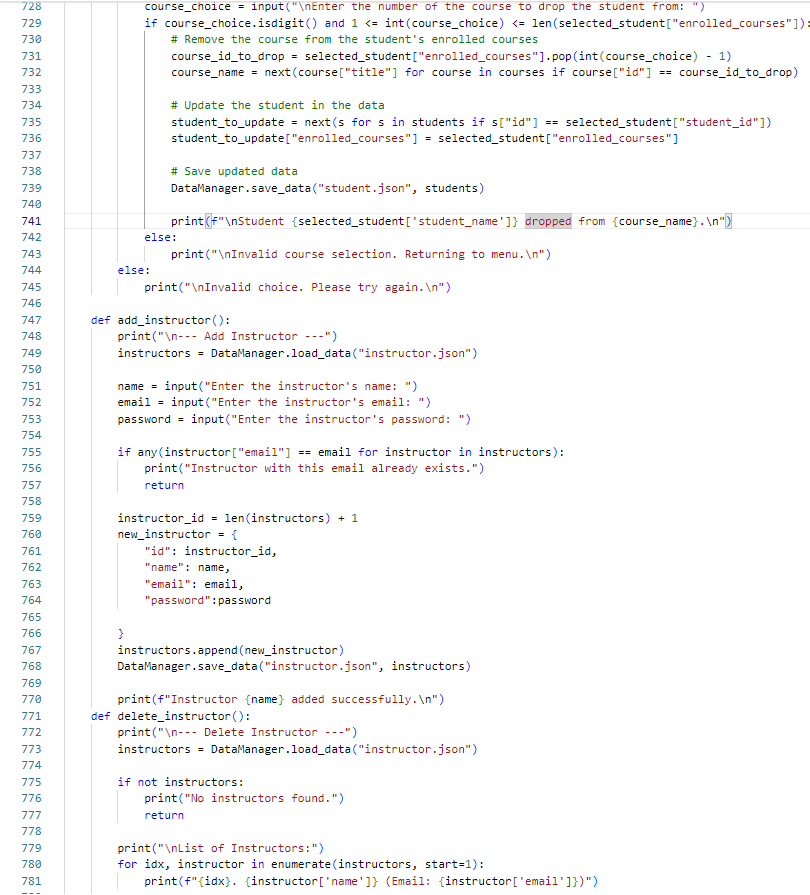 728 course_choice = input("\nEnter the number of the course to drop the student from: ")
729 if course_choice.isdigit() and 1 <= int(course_choice) <= len(selected_student["enrolled_courses"]):
730 # Remove the course from the student's enrolled courses
731 course_id_to_drop = selected_student["enrolled_courses"].pop(int(course_choice) - 1)
732 course_name = next(course["title"] for course in courses if course["id"] == course_id_to_drop)
733
734 # Update the student in the data
735 student_to_update = next(s for s in students if s["id"] == selected_student["student_id"])
736 student_to_update["enrolled_courses"] = selected_student["enrolled_courses"]
737
738 # Save updated data
739 DataManager.save_data("student.json", students)
740
741 print(f"\nStudent {selected_student['student_name']} dropped from {course_name}.\n")
742 else:
743 print("\nInvalid course selection. Returning to menu.\n")
744 else:
745 print("\nInvalid choice. Please try again.\n")
746
747 def add_instructor():
748 print("\n--- Add Instructor ---")
749 instructors = DataManager.load_data("instructor.json")
750
751 name = input("Enter the instructor's name: ")
752 email = input("Enter the instructor's email: ")
753 password = input("Enter the instructor's password: ")
754
755 if any(instructor["email"] == email for instructor in instructors):
756 print("Instructor with this email already exists.")
757 return
758
759 instructor_id = len(instructors) + 1
760 new_instructor = {
761 "id": instructor_id,
762 "name": name,
763 "email": email,
764 "password":password
765
766 }
767 instructors.append(new_instructor)
768 DataManager.save_data("instructor.json", instructors)
769
770 print(f"Instructor {name} added successfully.\n")
771 def delete_instructor():
772 print("\n--- Delete Instructor ---")
773 instructors = DataManager.load_data("instructor.json")
774
775 if not instructors:
776 print("No instructors found.")
777 return
778
779 print("\nList of Instructors:")
780 for idx, instructor in enumerate(instructors, start=1):
781 print(f"{idx}. {instructor['name']} (Email: {instructor['email']})")